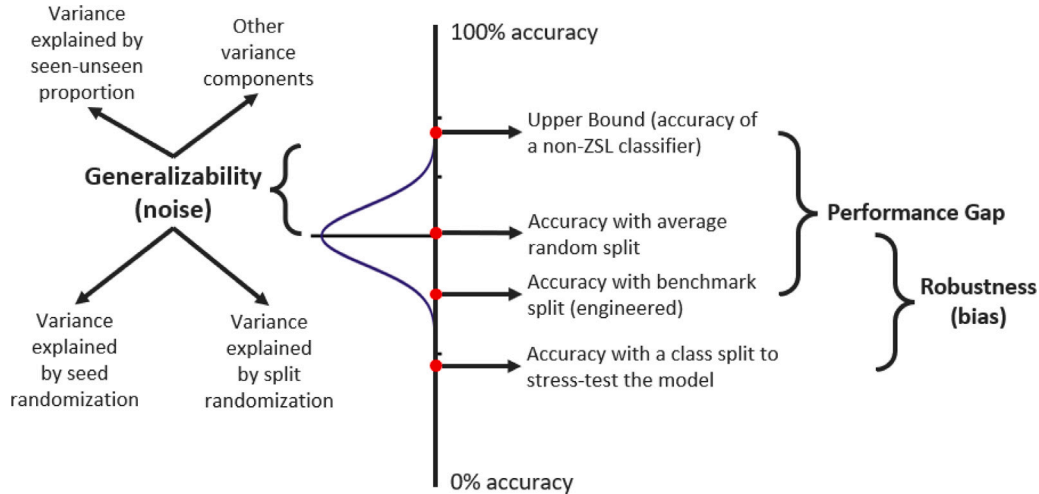 Variance
explained by
seen-unseen
proportion
Other
variance
components
Generalizability
(noise)
Variance
explained
by seed
randomization
Variance
explained
by split
randomization
100% accuracy
Upper Bound (accuracy of
a non-ZSL classifier)
Accuracy with average
random split
Accuracy with benchmark
split (engineered)
Accuracy with a class split to
stress-test the model
0% accuracy
Performance Gap
Robustness
(bias)